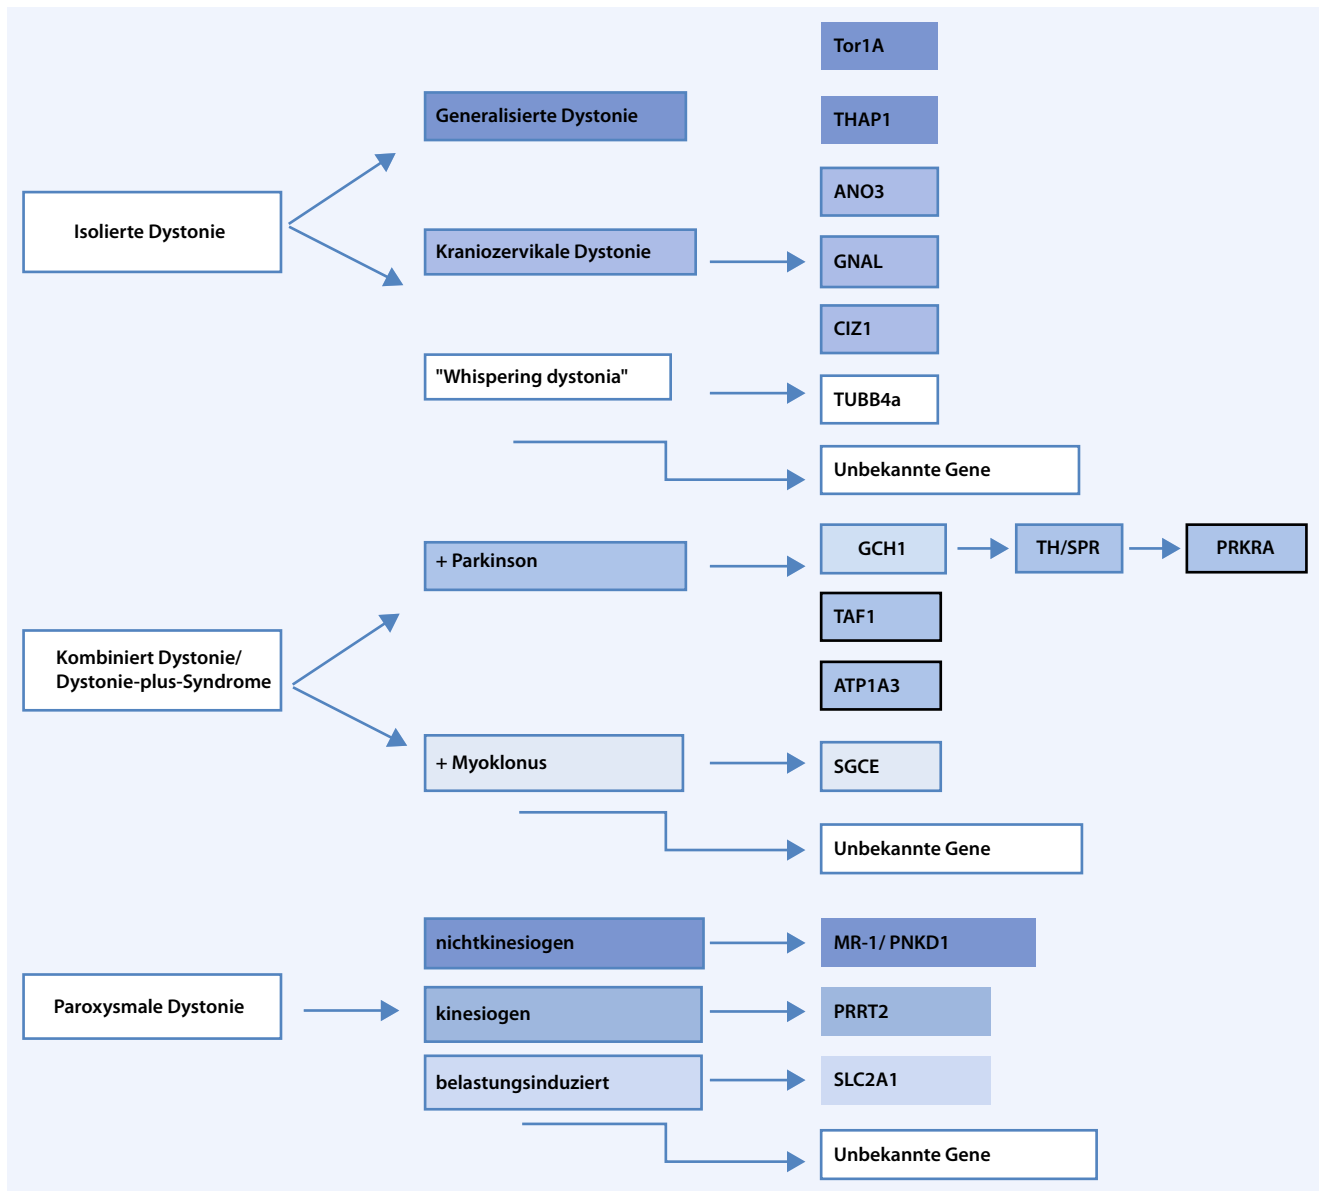 Tor1A
Generalisierte Dystonie
THAP1
ANO3
Isolierte Dystonie
Kraniozervikale Dystonie
GNAL
CIZ1
"Whispering dystonia"
TUBB4a
Unbekannte Gene
+ Parkinson
GCH1
TH/SPR
PRKRA
TAF1
Kombiniert Dystonie/
Dystonie-plus-Syndrome
ATP1A3
+ Myoklonus
SGCE
Unbekannte Gene
nichtkinesiogen
MR-1/ PNKD1
Paroxysmale Dystonie
kinesiogen
PRRT2
belastungsinduziert
SLC2A1
Unbekannte Gene